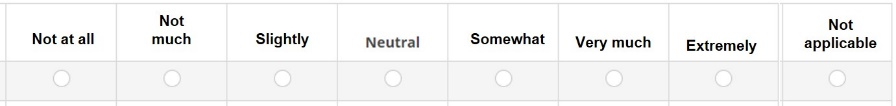 Not at all
Not
much
Slightly
Neutral
Somewhat
Very much
Extremely
Not
applicable